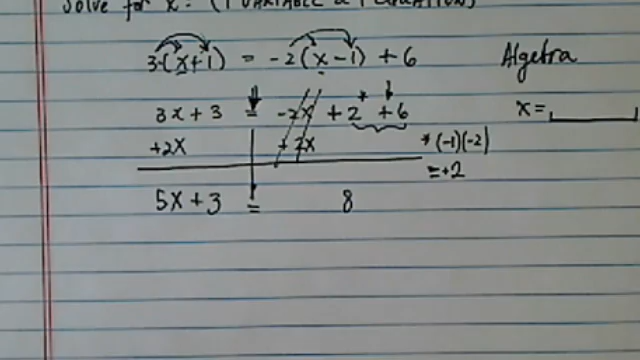 Solve for x. (1 VARIABLE & 1 EQUATION)
3·(x+1) = -2(x-1) +6
Algebra
3x+3 = -2x +2* +6
x=
+2x +2x *(-1)(-2)
=+2
5x+3 = 8